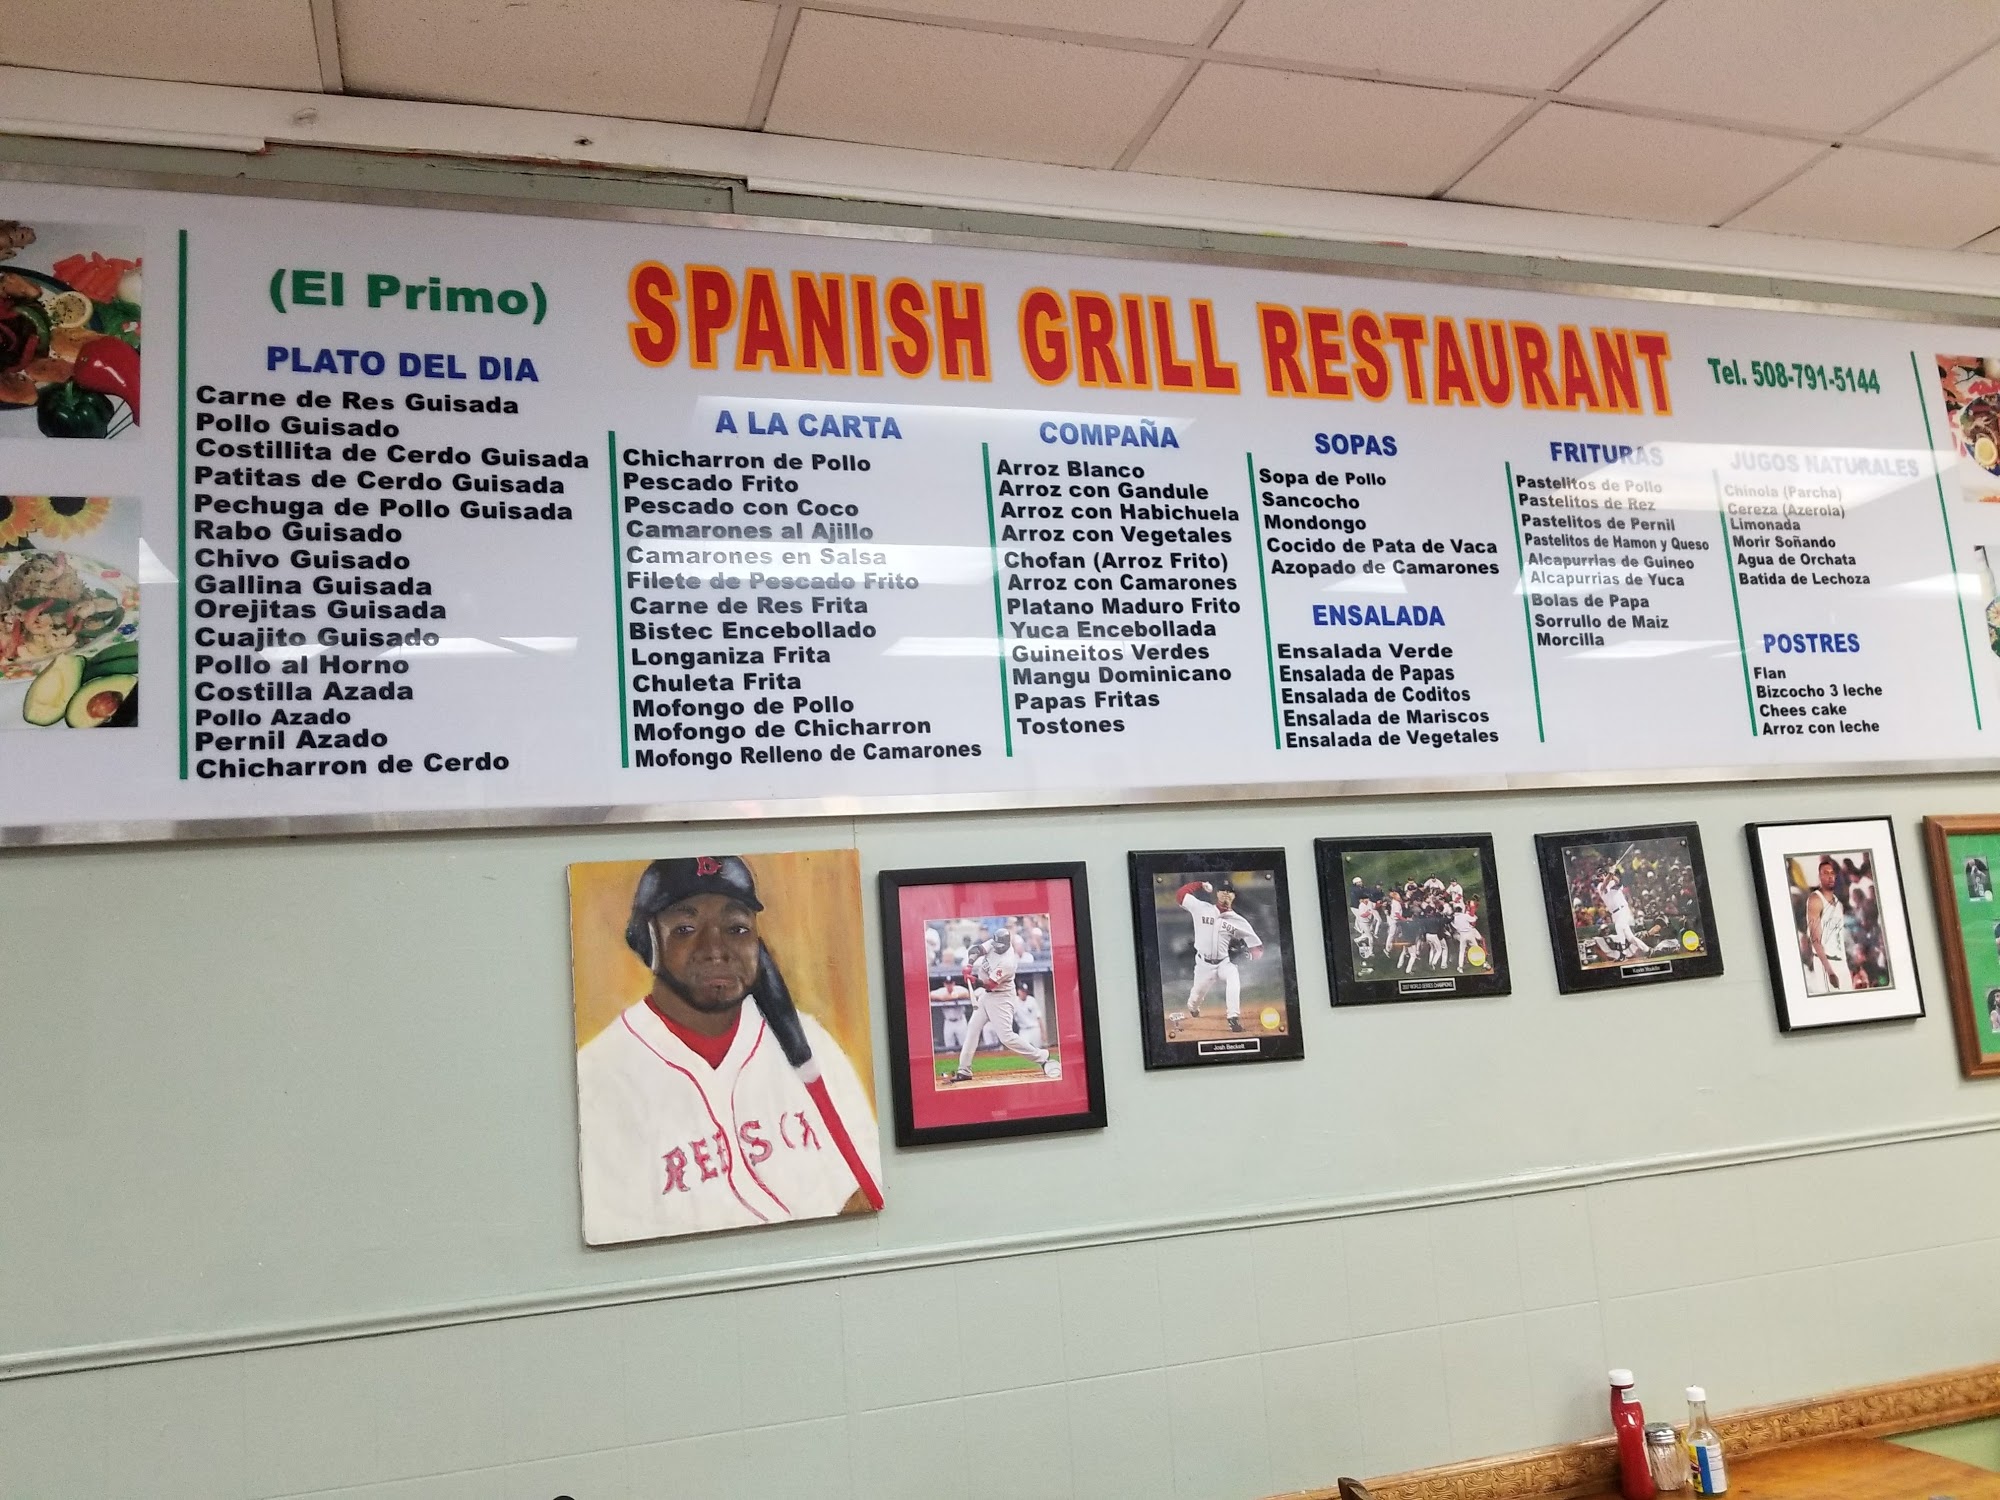 (El Primo)
SPANISH GRILL RESTAURANT
Tel. 508-791-5144
PLATO DEL DIA
Carne de Res Guisada
Pollo Guisado
Costillita de Cerdo Guisada
Patitas de Cerdo Guisada
Pechuga de Pollo Guisada
Rabo Guisado
Chivo Guisado
Gallina Guisada
Orejitas Guisada
Cuajito Guisado
Pollo al Horno
Costilla Azada
Pollo Azado
Pernil Azado
Chicharron de Cerdo
A LA CARTA
Chicharron de Pollo
Pescado Frito
Pescado con Coco
Camarones al Ajillo
Camarones en Salsa
Filete de Pescado Frito
Carne de Res Frita
Bistec Encebollado
Longaniza Frita
Chuleta Frita
Mofongo de Pollo
Mofongo de Chicharron
Mofongo Relleno de Camarones
COMPAÑA
Arroz Blanco
Arroz con Gandule
Arroz con Habichuela
Arroz con Vegetales
Chofan (Arroz Frito)
Arroz con Camarones
Platano Maduro Frito
Yuca Encebollada
Guineitos Verdes
Mangu Dominicano
Papas Fritas
Tostones
SOPAS
Sopa de Pollo
Sancocho
Mondongo
Cocido de Pata de Vaca
Azopado de Camarones
ENSALADA
Ensalada Verde
Ensalada de Papas
Ensalada de Coditos
Ensalada de Mariscos
Ensalada de Vegetales
FRITURAS
Pastelitos de Pollo
Pastelitos de Rez
Pastelitos de Pernil
Pastelitos de Hamon y Queso
Alcapurrias de Guineo
Alcapurrias de Yuca
Bolas de Papa
Sorrullo de Maiz
Morcilla
JUGOS NATURALES
Chinola (Parcha)
Cereza (Azerola)
Limonada
Morir Soñando
Agua de Orchata
Batida de Lechoza
POSTRES
Flan
Bizcocho 3 leche
Chees cake
Arroz con leche
RED SOX
RED SOX
Josh Beckett
2007 WORLD SERIES CHAMPIONS